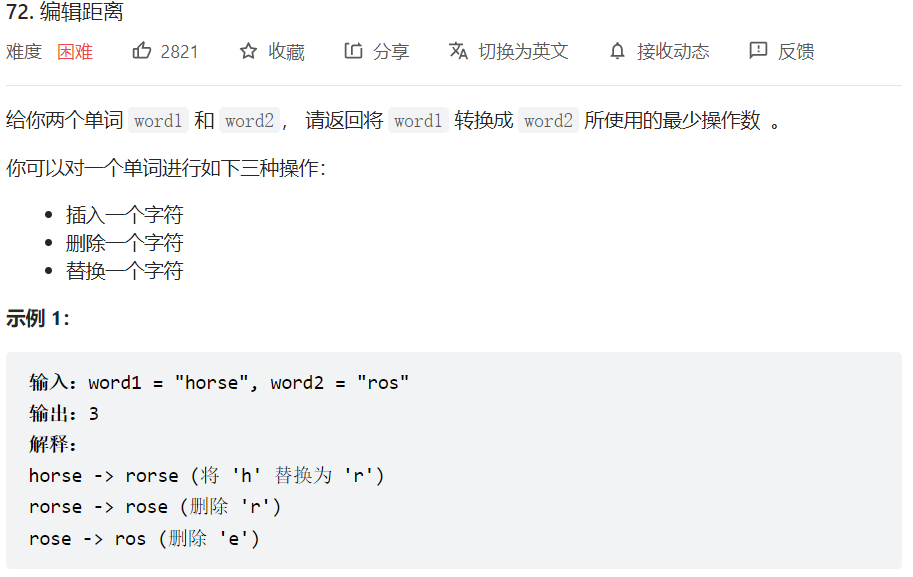 72. 编辑距离
难度 困难 2821 收藏 分享 切换为英文 接收动态 反馈
给你两个单词 word1 和 word2， 请返回将 word1 转换成 word2 所使用的最少操作数 。
你可以对一个单词进行如下三种操作：
• 插入一个字符
• 删除一个字符
• 替换一个字符
示例 1：
输入：word1 = "horse", word2 = "ros"
输出：3
解释：
horse -> rorse (将 'h' 替换为 'r')
rorse -> rose (删除 'r')
rose -> ros (删除 'e')